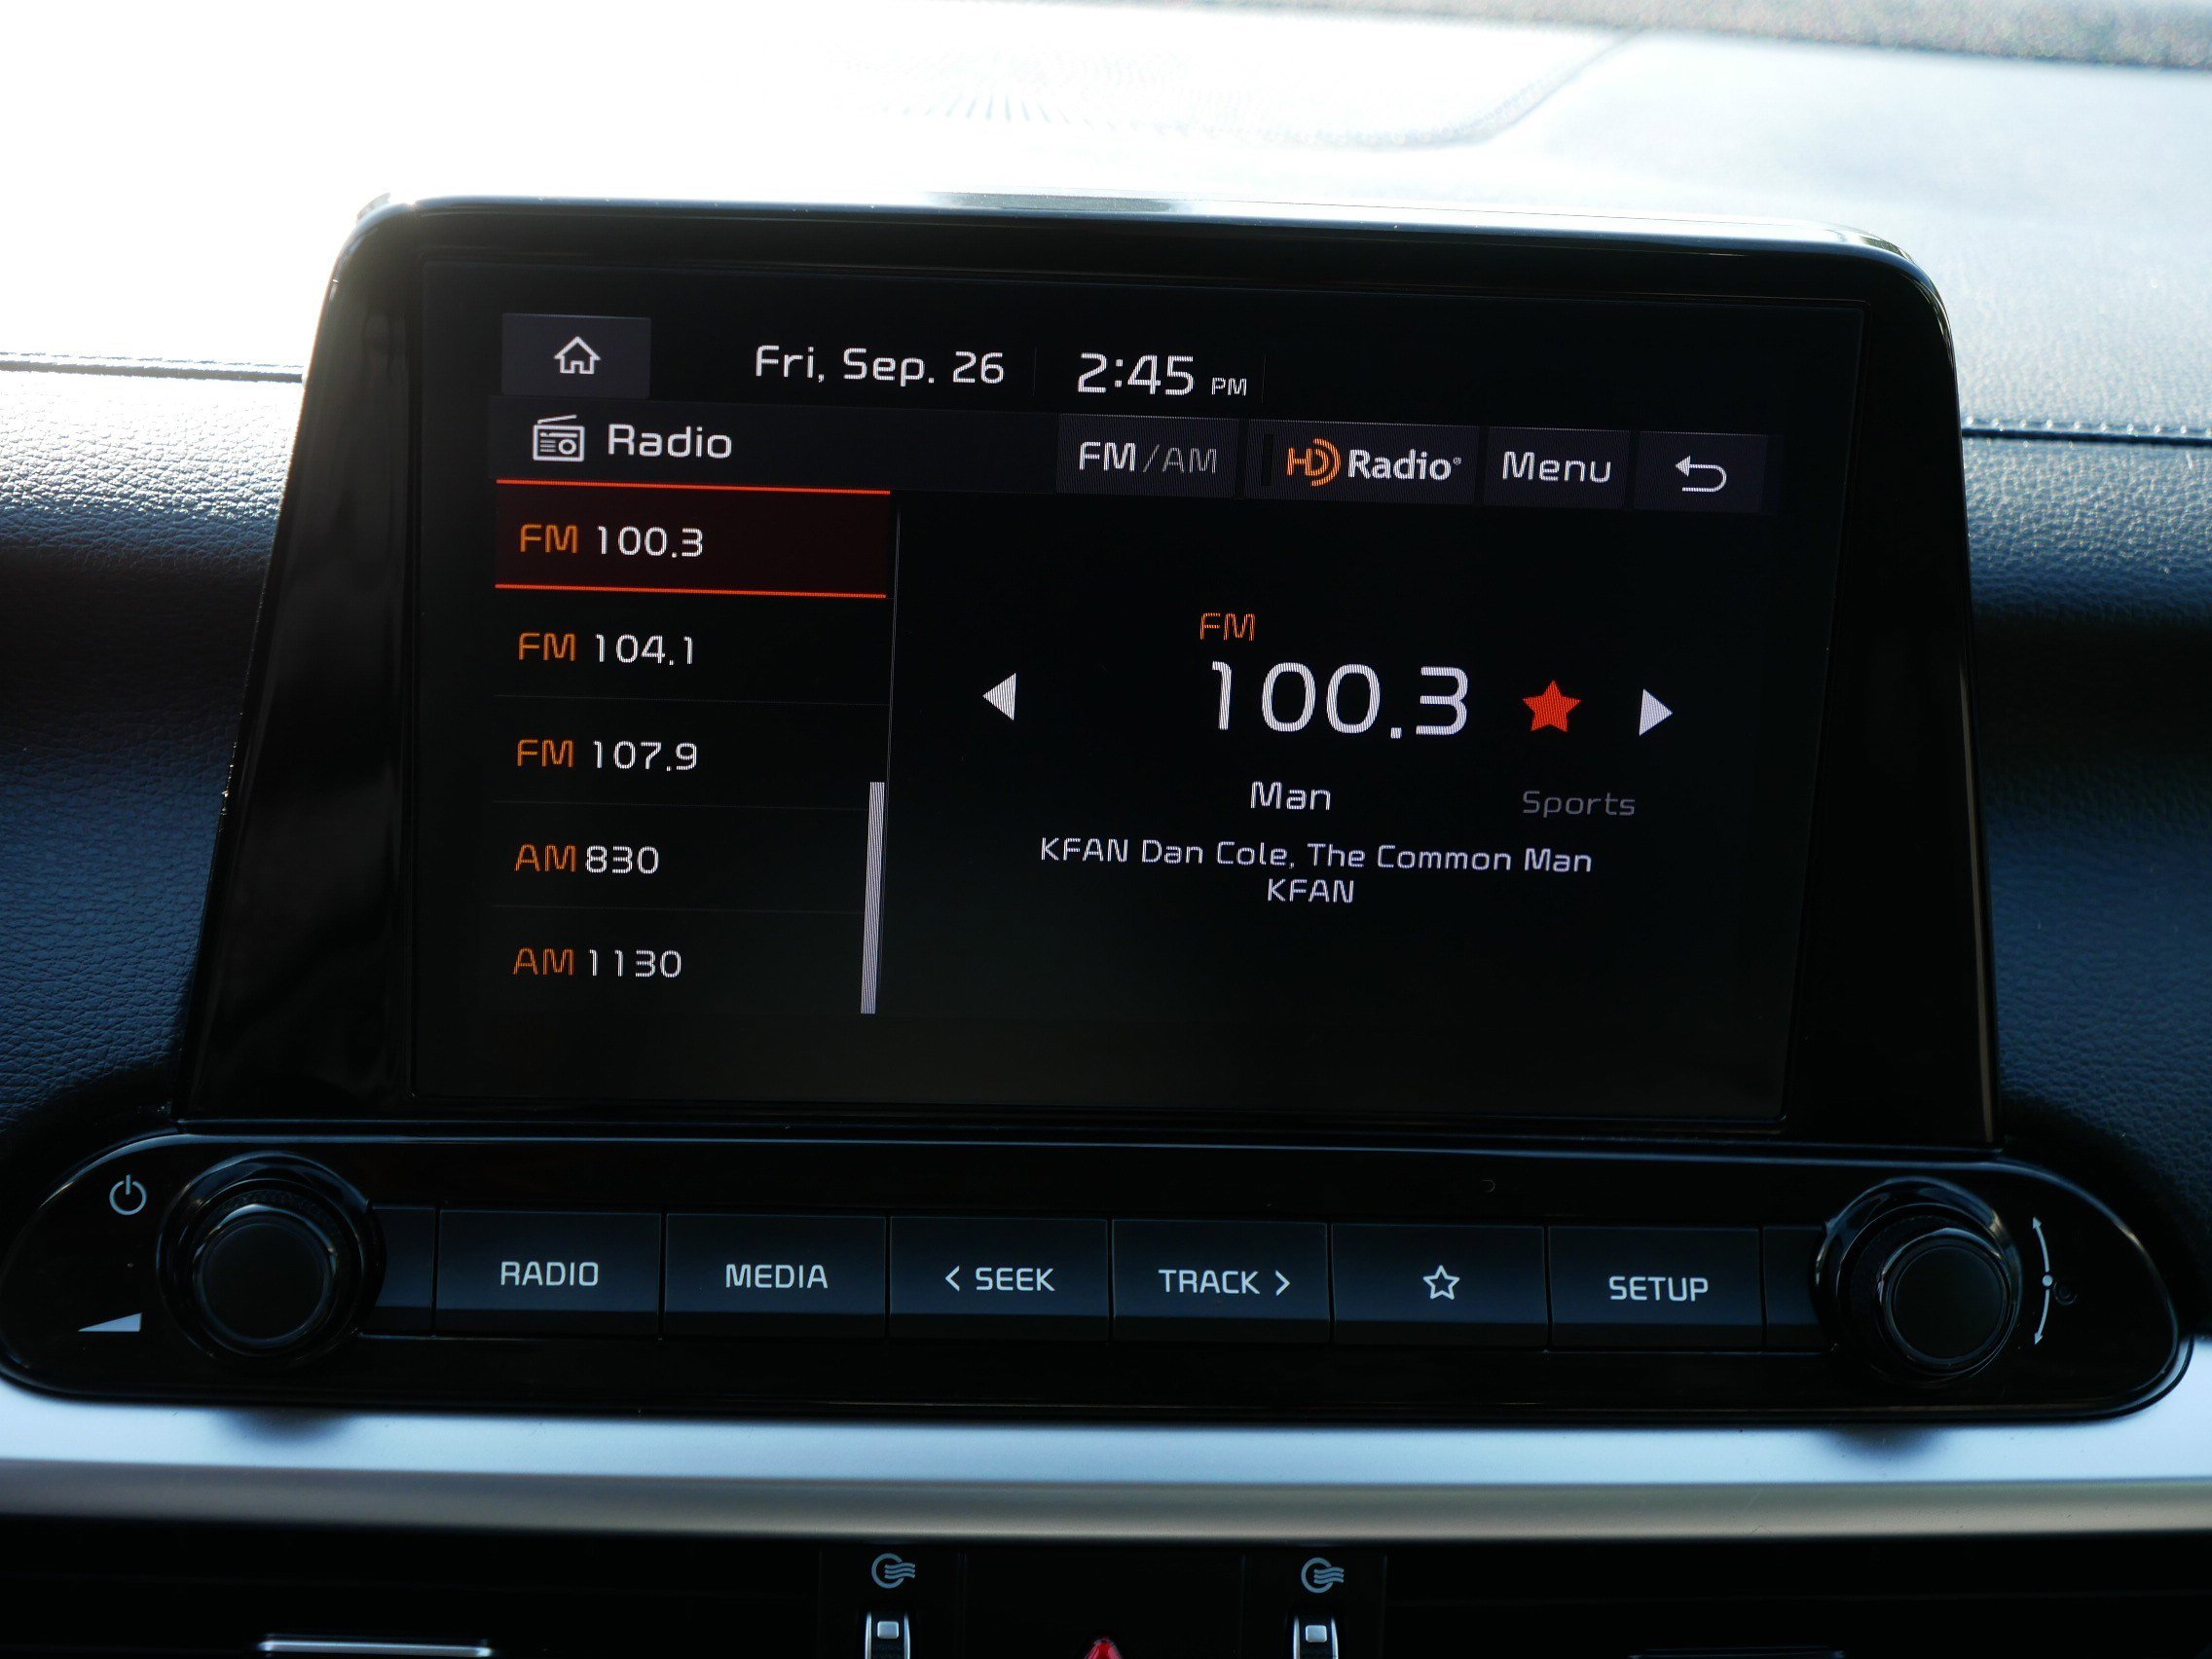 Fri, Sep. 26 2:45 PM
Radio FM/AM HD Radio® Menu
FM 100.3
FM 104.1
FM 107.9
AM 830
AM 1130
FM
100.3
Man Sports
KFAN Dan Cole, The Common Man
KFAN
RADIO MEDIA < SEEK TRACK > SETUP